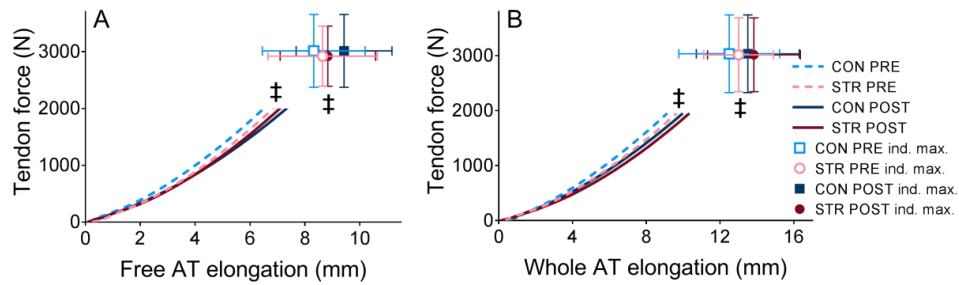 A
Tendon force (N)
3000
2000
1000
0
‡
‡
0 2 4 6 8 10
Free AT elongation (mm)
B
Tendon force (N)
3000
2000
1000
0
‡
‡
0 4 8 12 16
Whole AT elongation (mm)
CON PRE
STR PRE
CON POST
STR POST
CON PRE ind. max.
STR PRE ind. max.
CON POST ind. max.
STR POST ind. max.